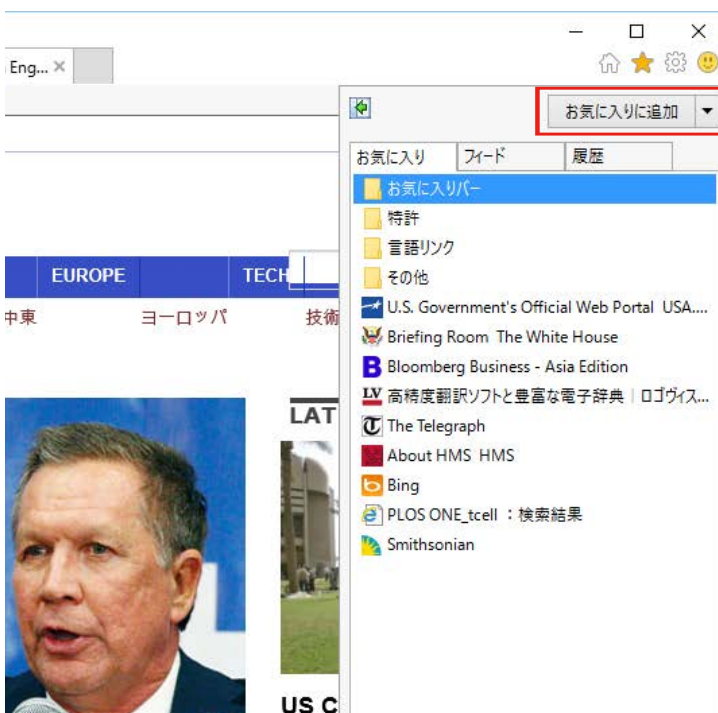 Eng...
お気に入りに追加
お気に入り フィード 履歴
お気に入りバー
特許
言語リンク
その他
U.S. Government's Official Web Portal USA....
Briefing Room The White House
B Bloomberg Business - Asia Edition
LV 高精度翻訳ソフトと豊富な電子辞典｜ロゴヴィス...
T The Telegraph
About HMS HMS
b Bing
e PLOS ONE_tcell ：検索結果
Smithsonian
EUROPE TECH
中東 ヨーロッパ 技術
LAT
US C